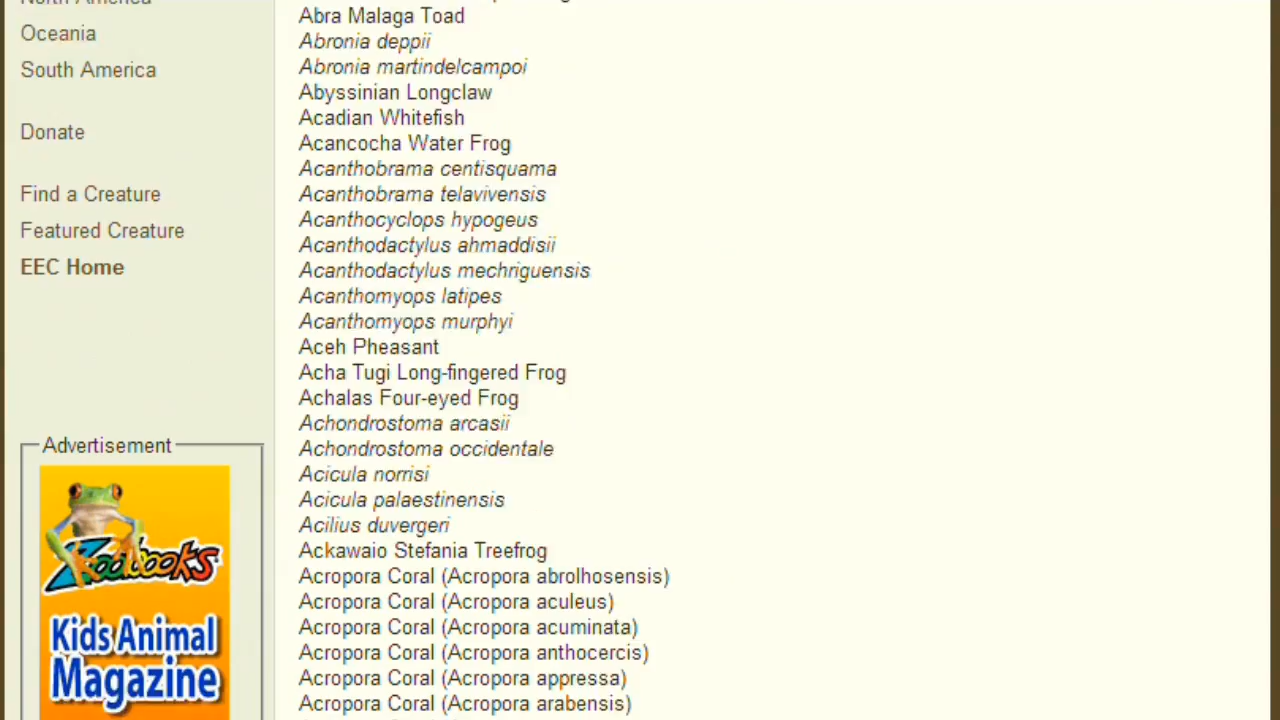 North America
Oceania
South America
Donate
Find a Creature
Featured Creature
EEC Home
Advertisement
Zoobooks
Kids Animal
Magazine
Abra Malaga Toad
Abronia deppii
Abronia martindelcampoi
Abyssinian Longclaw
Acadian Whitefish
Acancocha Water Frog
Acanthobrama centisquama
Acanthobrama telavivensis
Acanthocyclops hypogeus
Acanthodactylus ahmaddisii
Acanthodactylus mechriguensis
Acanthomyops latipes
Acanthomyops murphyi
Aceh Pheasant
Acha Tugi Long-fingered Frog
Achalas Four-eyed Frog
Achondrostoma arcasii
Achondrostoma occidentale
Acicula norrisi
Acicula palaestinensis
Acilius duvergeri
Ackawaio Stefania Treefrog
Acropora Coral (Acropora abrolhosensis)
Acropora Coral (Acropora aculeus)
Acropora Coral (Acropora acuminata)
Acropora Coral (Acropora anthocercis)
Acropora Coral (Acropora appressa)
Acropora Coral (Acropora arabensis)